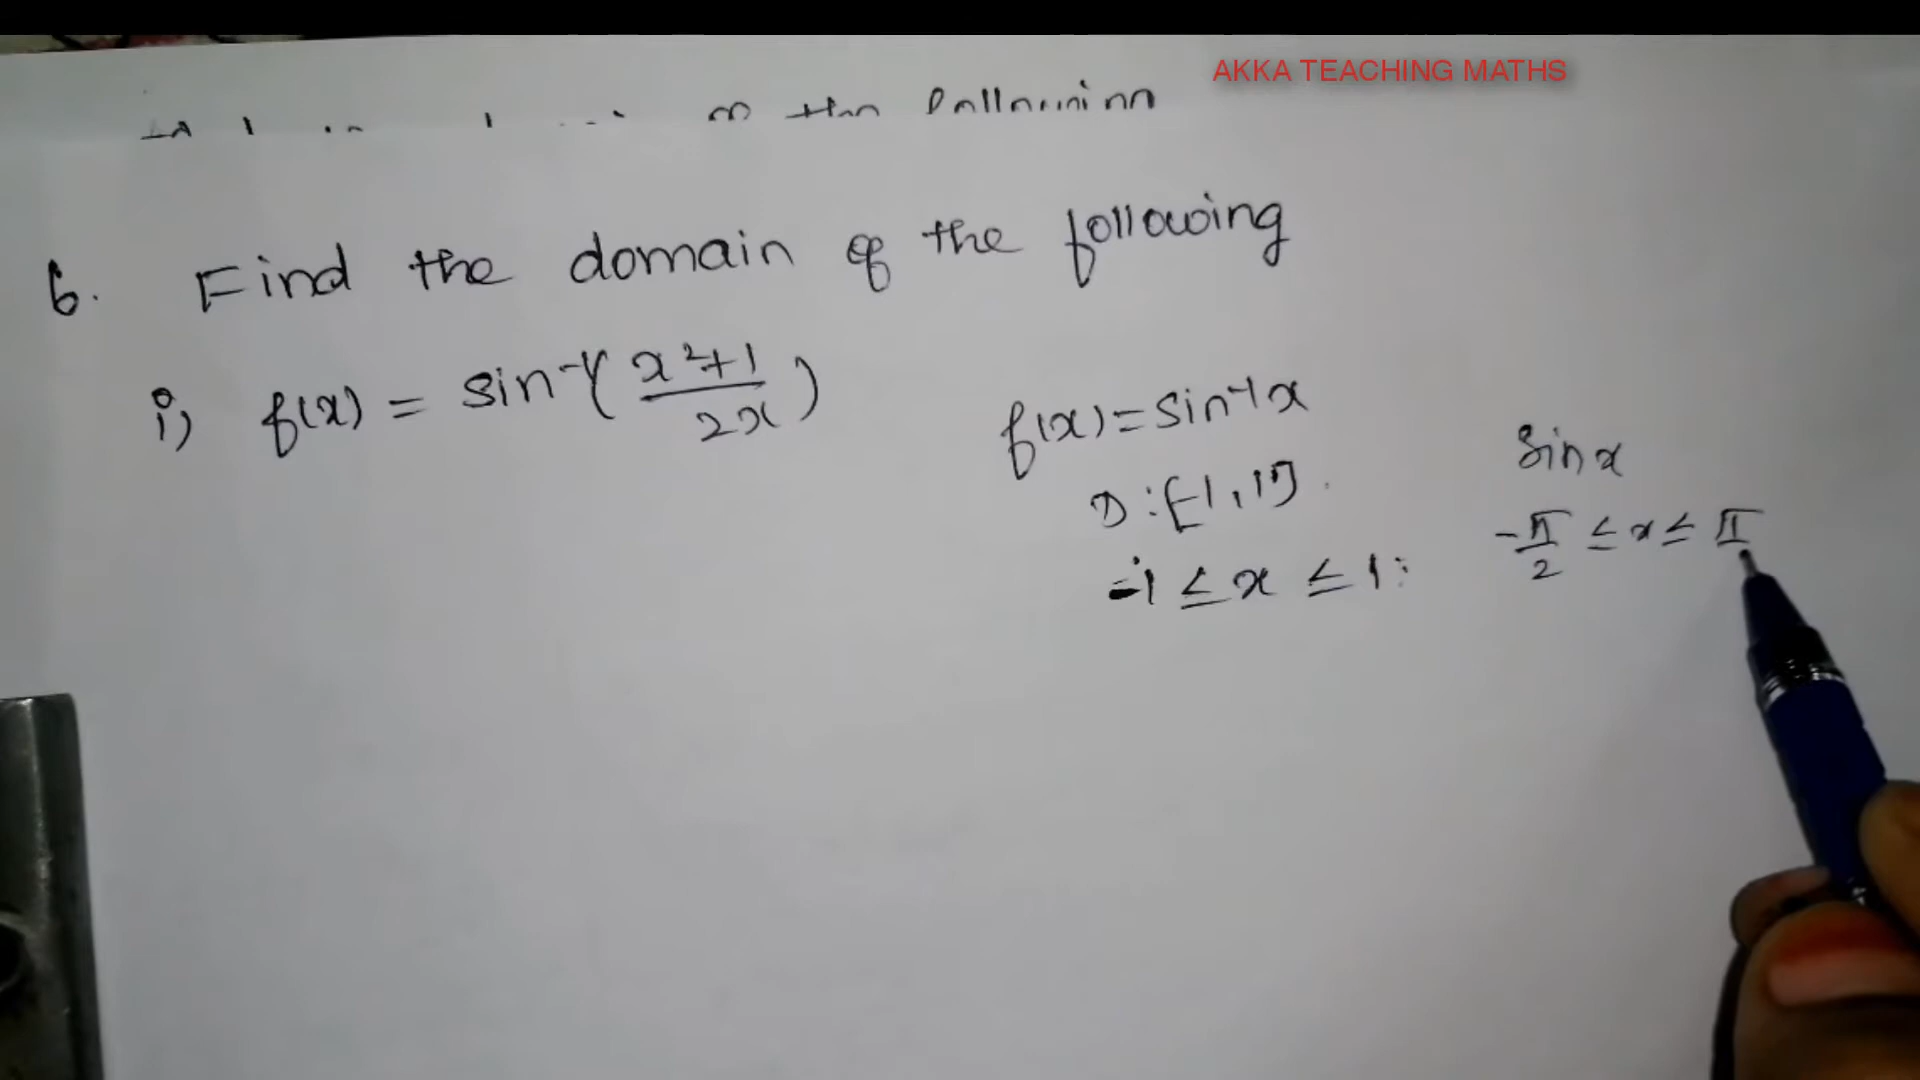 AKKA TEACHING MATHS
6. Find the domain of the following
i) f(x) = sin⁻¹( x²+1 / 2x )
f(x) = sin⁻¹x
D : [-1, 1]
-1 ≤ x ≤ 1
sin x
-π/2 ≤ x ≤ π